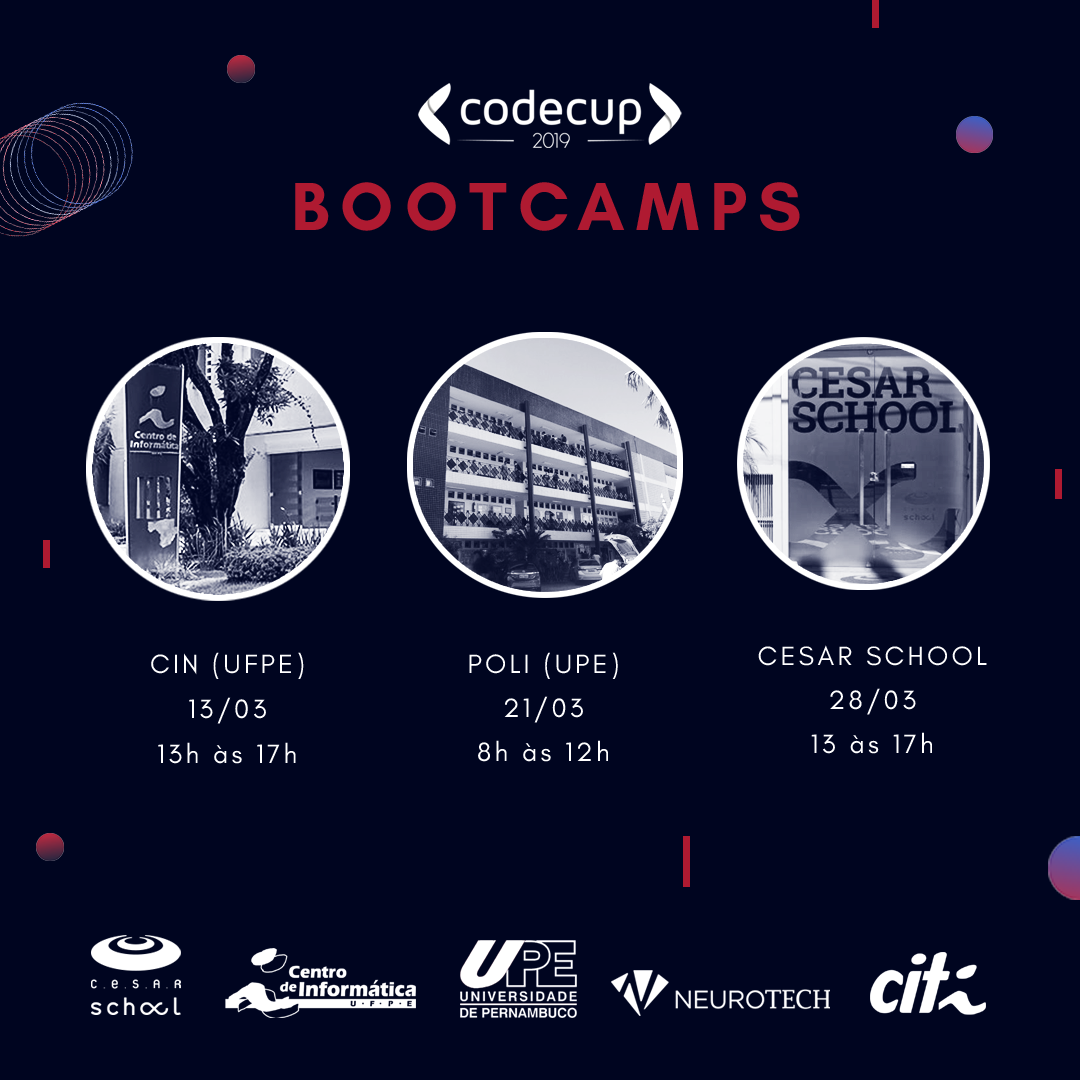 codecup
2019
BOOTCAMPS
Centro de
Informática
CESAR
SCHOOL
school
CIN (UFPE)
13/03
13h às 17h
POLI (UPE)
21/03
8h às 12h
CESAR SCHOOL
28/03
13 às 17h
C.E.S.A.R
school
Centro
de Informática
U·F·P·E
UPE
UNIVERSIDADE
DE PERNAMBUCO
NEUROTECH
citi